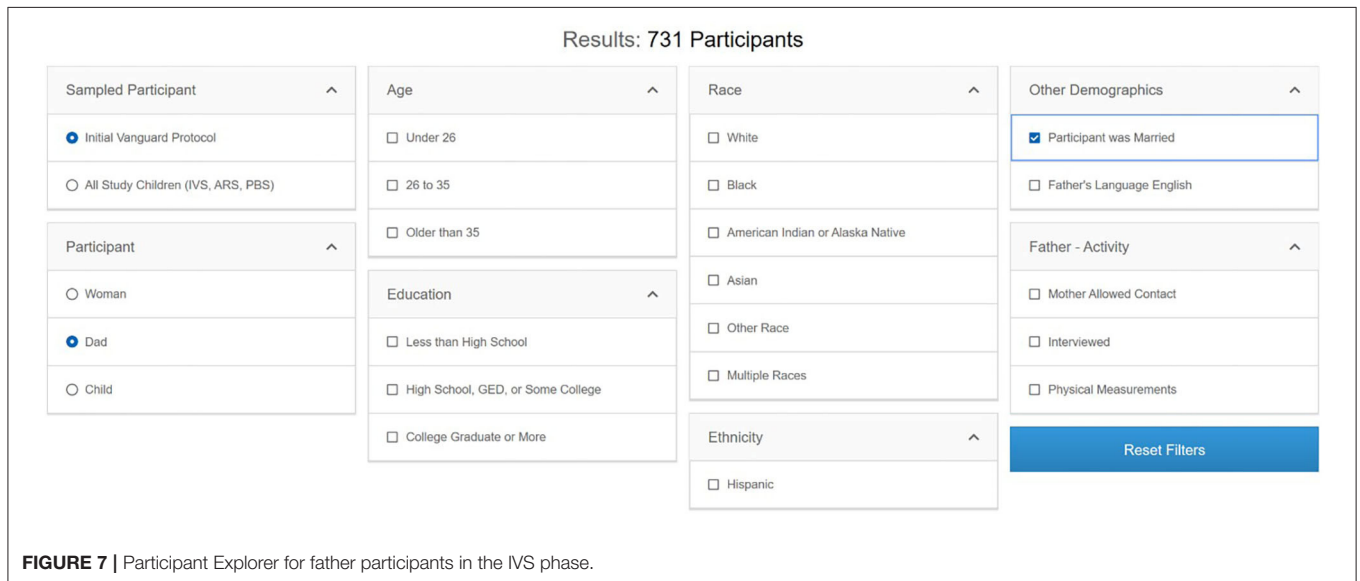 Results: 731 Participants
Sampled Participant
Initial Vanguard Protocol
All Study Children (IVS, ARS, PBS)
Participant
Woman
Dad
Child
Age
Under 26
26 to 35
Older than 35
Education
Less than High School
High School, GED, or Some College
College Graduate or More
Race
White
Black
American Indian or Alaska Native
Asian
Other Race
Multiple Races
Ethnicity
Hispanic
Other Demographics
Participant was Married
Father's Language English
Father - Activity
Mother Allowed Contact
Interviewed
Physical Measurements
Reset Filters
FIGURE 7 | Participant Explorer for father participants in the IVS phase.